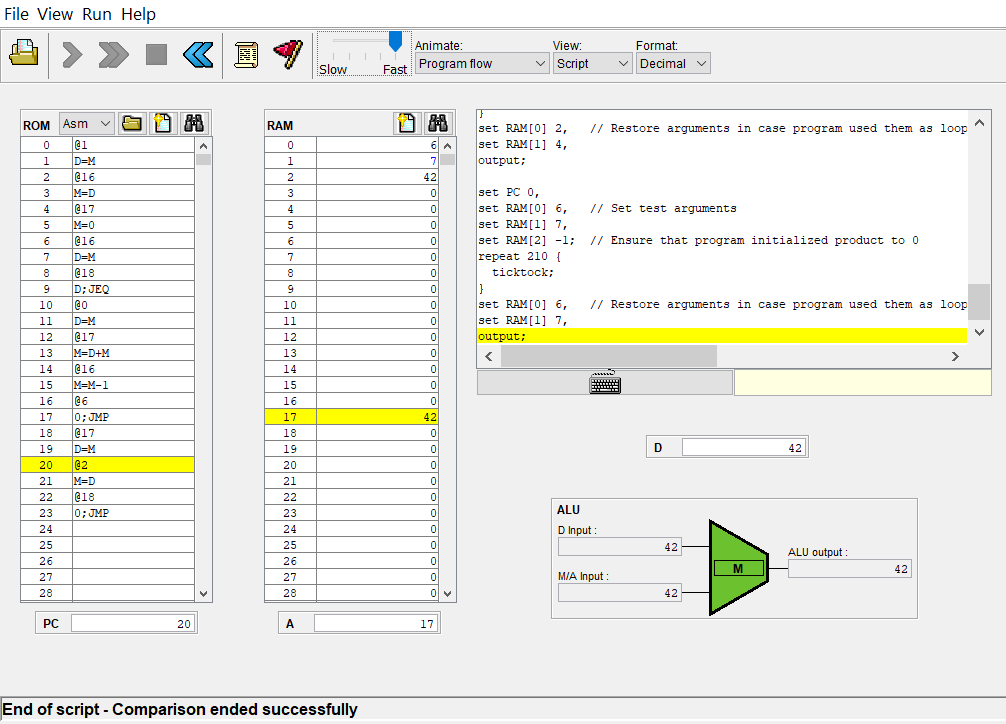 File View Run Help
Slow Fast
Animate:
Program flow
View:
Script
Format:
Decimal
ROM Asm
0 @1
1 D=M
2 @16
3 M=D
4 @17
5 M=0
6 @16
7 D=M
8 @18
9 D;JEQ
10 @0
11 D=M
12 @17
13 M=D+M
14 @16
15 M=M-1
16 @6
17 0;JMP
18 @17
19 D=M
20 @2
21 M=D
22 @18
23 0;JMP
24
25
26
27
28
PC 20
RAM
0 6
1 7
2 42
3 0
4 0
5 0
6 0
7 0
8 0
9 0
10 0
11 0
12 0
13 0
14 0
15 0
16 0
17 42
18 0
19 0
20 0
21 0
22 0
23 0
24 0
25 0
26 0
27 0
28 0
A 17
}
set RAM[0] 2,   // Restore arguments in case program used them as loop
set RAM[1] 4,
output;
set PC 0,
set RAM[0] 6,   // Set test arguments
set RAM[1] 7,
set RAM[2] -1;  // Ensure that program initialized product to 0
repeat 210 {
  ticktock;
}
set RAM[0] 6,   // Restore arguments in case program used them as loop
set RAM[1] 7,
output;
D 42
ALU
D Input :
42
M/A Input :
42
M
ALU output :
42
End of script - Comparison ended successfully